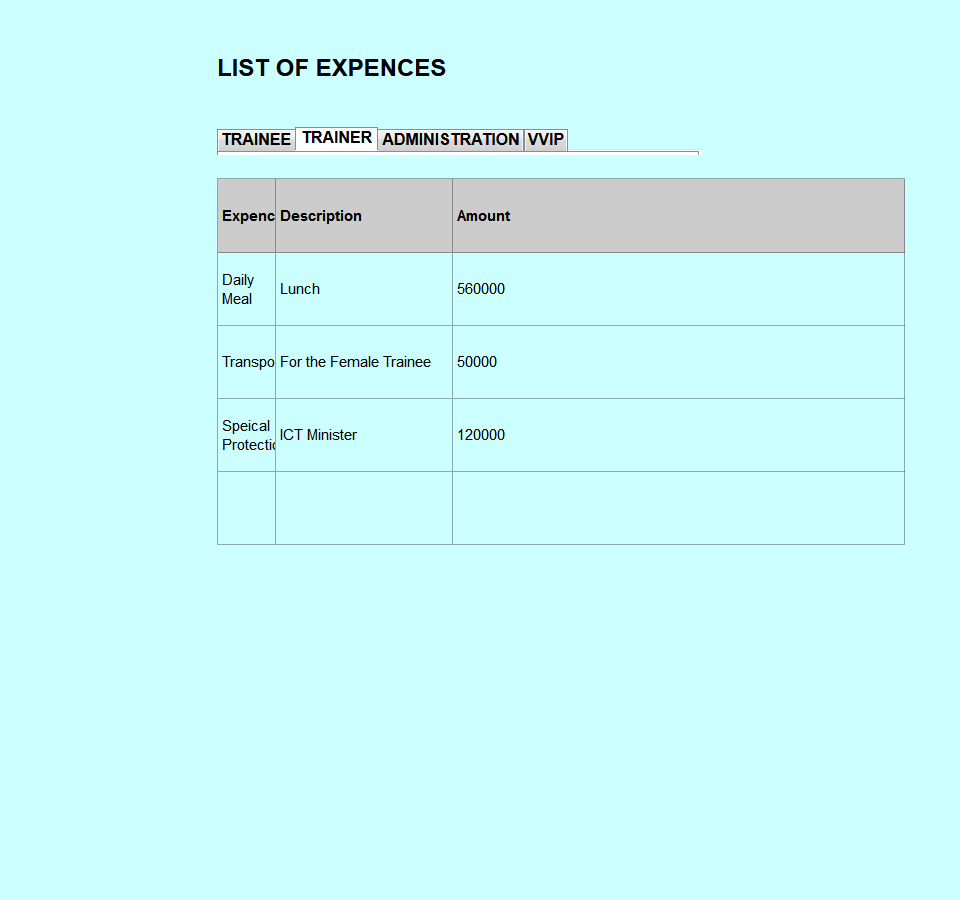 LIST OF EXPENCES
TRAINEE TRAINER ADMINISTRATION VVIP
Expenc Description Amount
Daily
Meal Lunch 560000
Transpo For the Female Trainee 50000
Speical
Protectic ICT Minister 120000